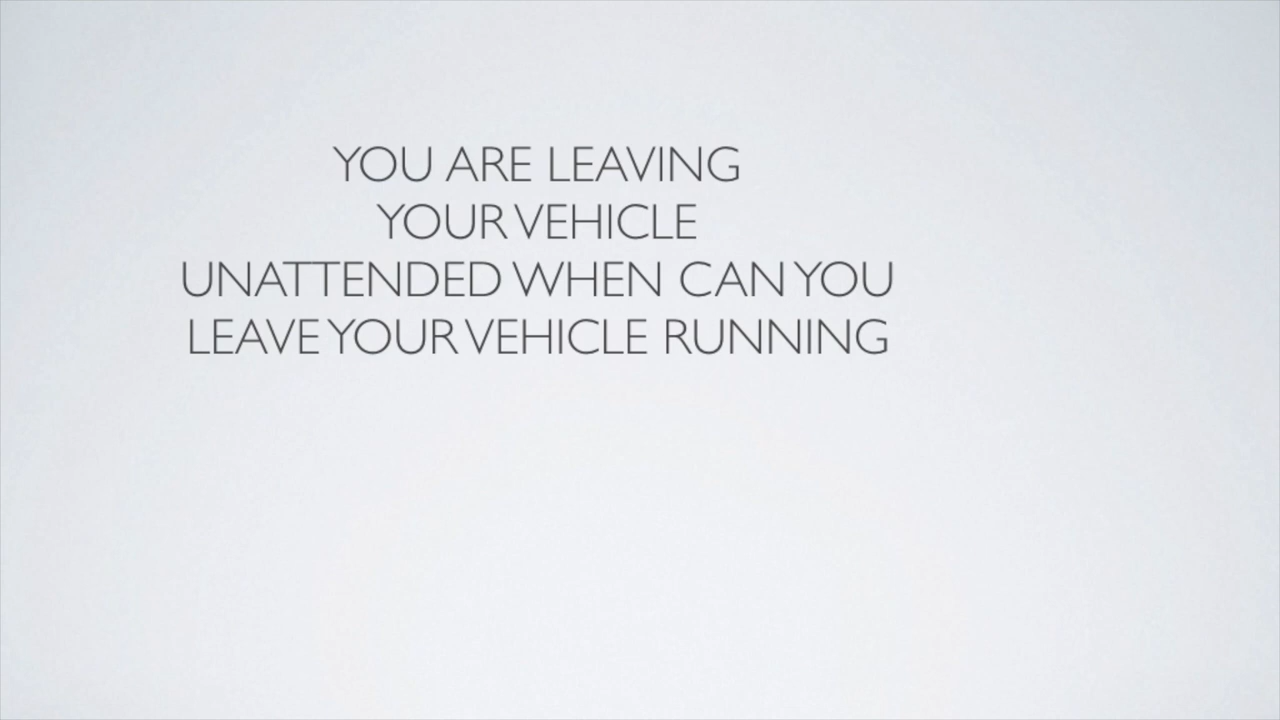 YOU ARE LEAVING
YOUR VEHICLE
UNATTENDED WHEN CAN YOU
LEAVE YOUR VEHICLE RUNNING